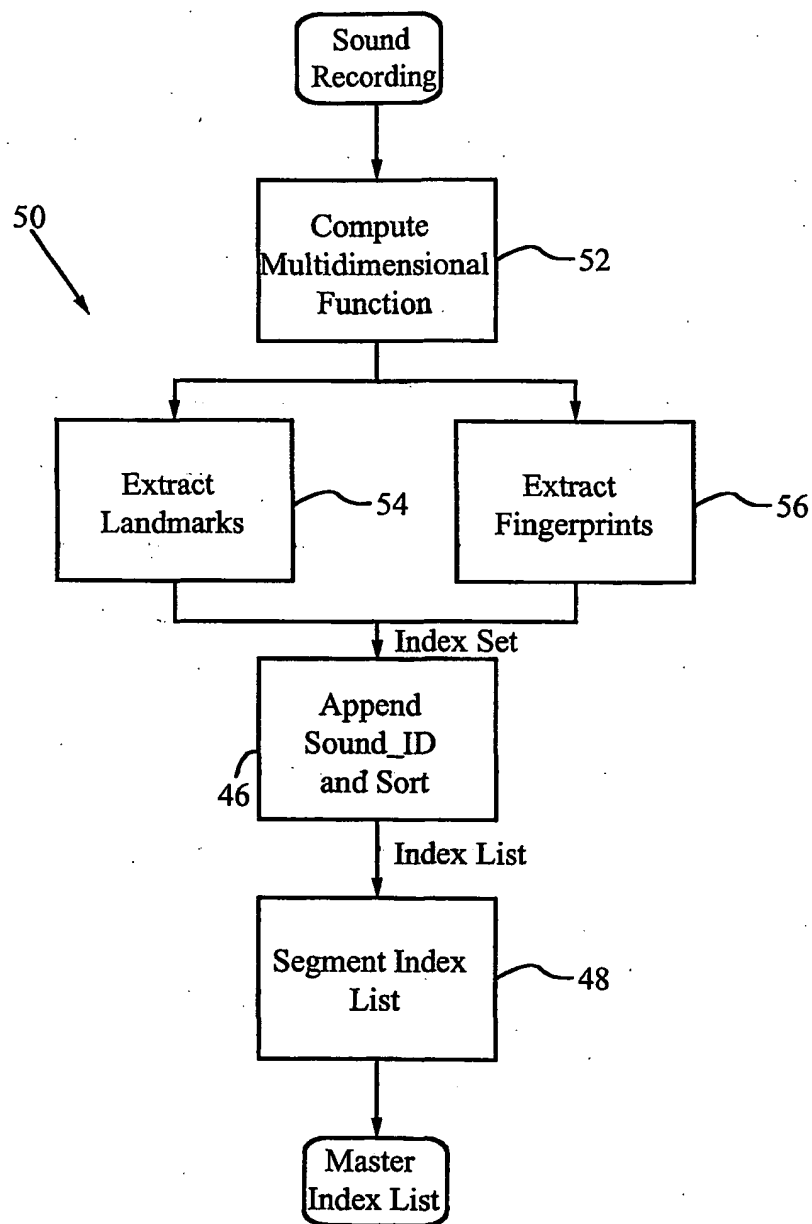 Sound
Recording
50
Compute
Multidimensional
Function
52
Extract
Landmarks
54
Extract
Fingerprints
56
Index Set
Append
Sound_ID
and Sort
46
Index List
Segment Index
List
48
Master
Index List